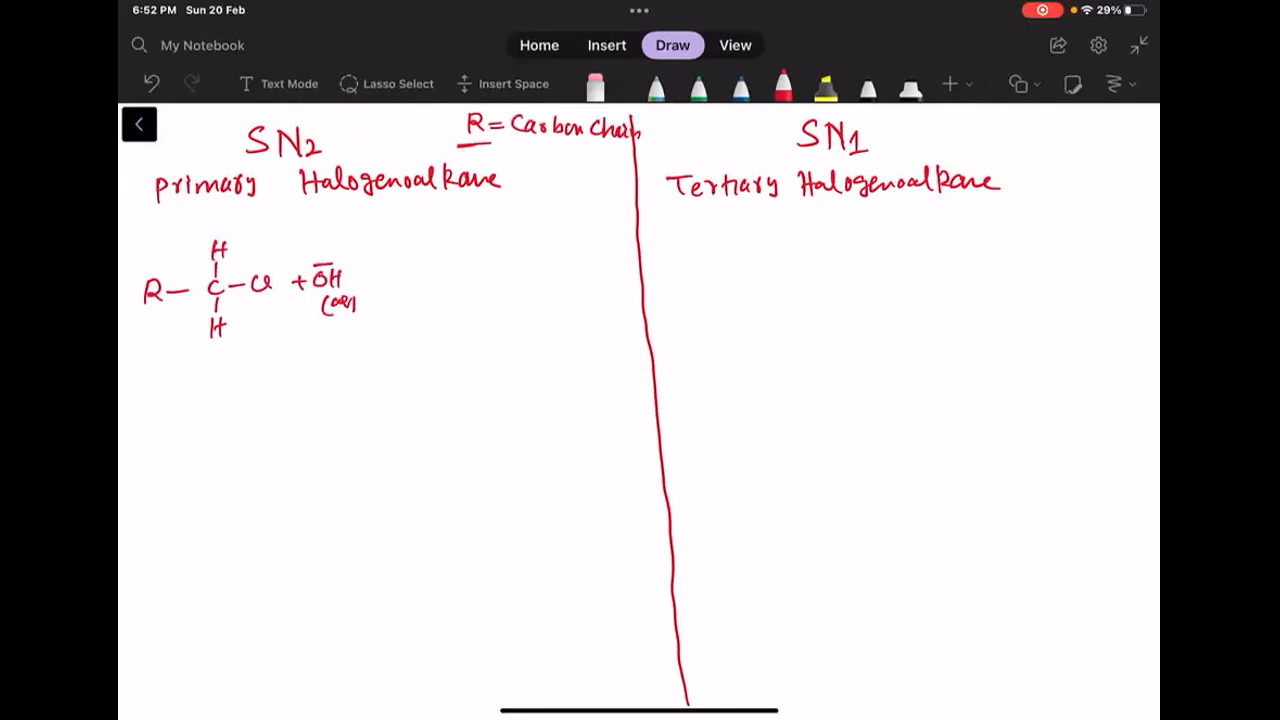 6:52 PM Sun 20 Feb
29%
My Notebook
Home Insert Draw View
Text Mode Lasso Select Insert Space
SN2
R = Carbon Chain
SN1
Primary Halogenoalkane
Tertiary Halogenoalkane
H
R - C - Cl + OH
(aq)
H